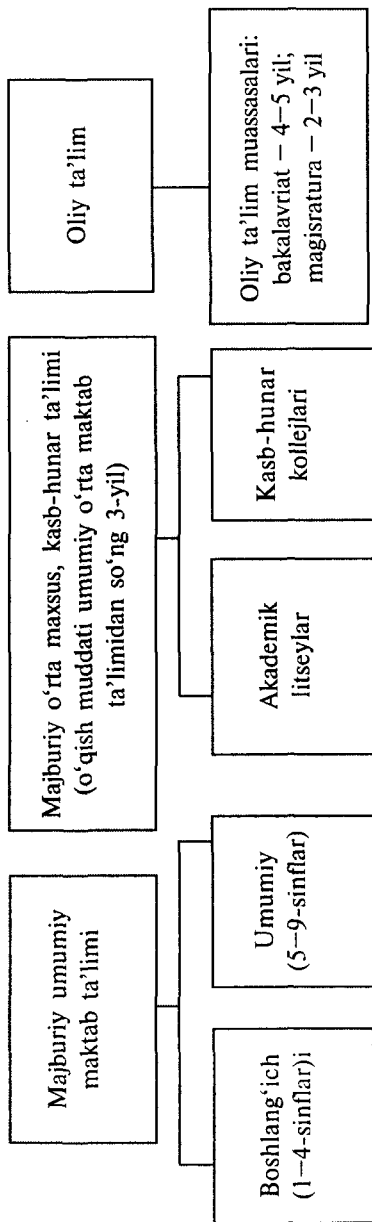 Majburiy umumiy
maktab ta’limi
Boshlang‘ich
(1–4-sinflar)i
Umumiy
(5–9-sinflar)
Majburiy o‘rta maxsus, kasb-hunar ta’limi
(o‘qish muddati umumiy o‘rta maktab
ta’limidan so‘ng 3-yil)
Akademik
litseylar
Kasb-hunar
kollejlari
Oliy ta’lim
Oliy ta’lim muassasalari:
bakalavriat – 4–5 yil;
magisratura – 2–3 yil